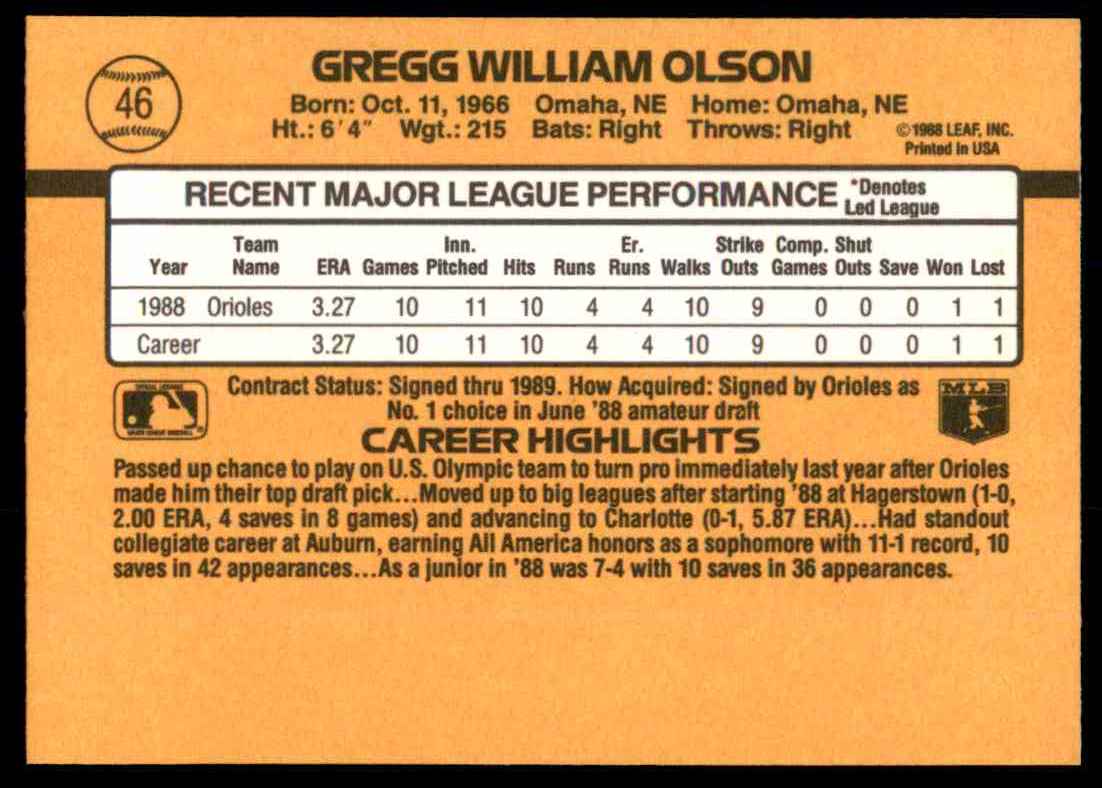 46
GREGG WILLIAM OLSON
Born: Oct. 11, 1966 Omaha, NE Home: Omaha, NE
Ht.: 6'4" Wgt.: 215 Bats: Right Throws: Right
©1988 LEAF, INC.
Printed in USA
RECENT MAJOR LEAGUE PERFORMANCE *Denotes
Led League
Team Inn. Er. Strike Comp. Shut
Year Name ERA Games Pitched Hits Runs Runs Walks Outs Games Outs Save Won Lost
1988 Orioles 3.27 10 11 10 4 4 10 9 0 0 0 1 1
Career 3.27 10 11 10 4 4 10 9 0 0 0 1 1
Contract Status: Signed thru 1989. How Acquired: Signed by Orioles as
No. 1 choice in June '88 amateur draft
MLB
CAREER HIGHLIGHTS
Passed up chance to play on U.S. Olympic team to turn pro immediately last year after Orioles
made him their top draft pick...Moved up to big leagues after starting '88 at Hagerstown (1-0,
2.00 ERA, 4 saves in 8 games) and advancing to Charlotte (0-1, 5.87 ERA)...Had standout
collegiate career at Auburn, earning All America honors as a sophomore with 11-1 record, 10
saves in 42 appearances...As a junior in '88 was 7-4 with 10 saves in 36 appearances.